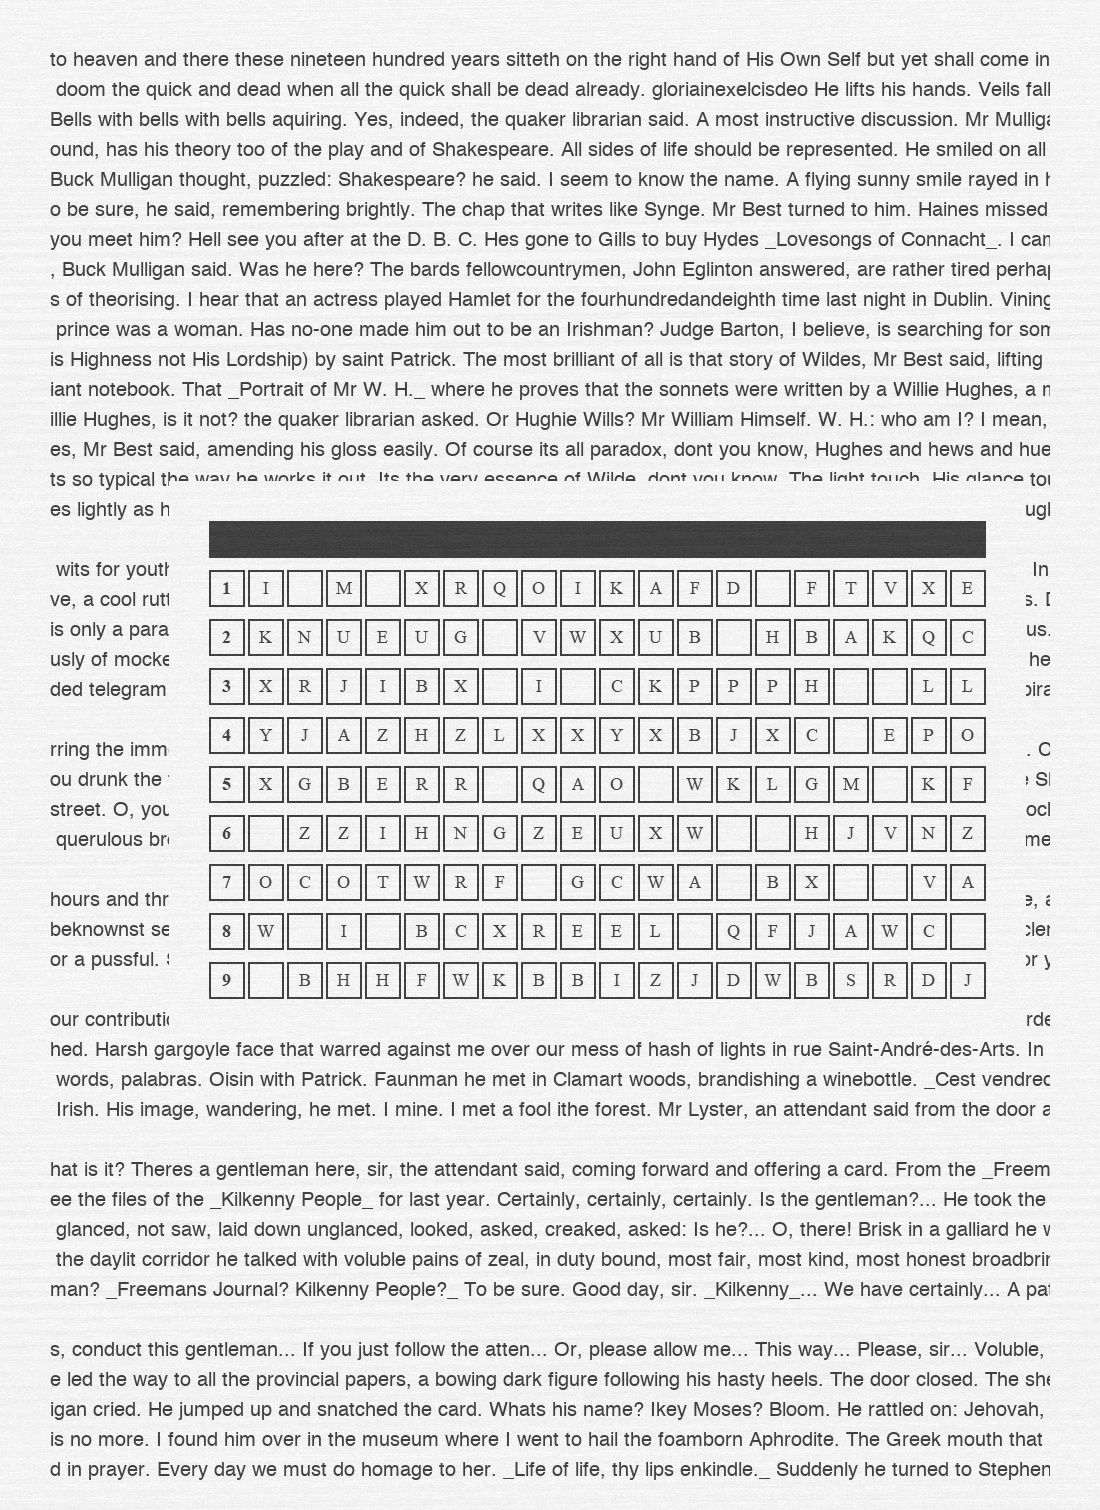 to heaven and there these nineteen hundred years sitteth on the right hand of His Own Self but yet shall come in
doom the quick and dead when all the quick shall be dead already. gloriainexcelcisdeo He lifts his hands. Veils fall
Bells with bells with bells aquiring. Yes, indeed, the quaker librarian said. A most instructive discussion. Mr Mulliga
ound, has his theory too of the play and of Shakespeare. All sides of life should be represented. He smiled on all
Buck Mulligan thought, puzzled: Shakespeare? he said. I seem to know the name. A flying sunny smile rayed in h
o be sure, he said, remembering brightly. The chap that writes like Synge. Mr Best turned to him. Haines missed
you meet him? Hell see you after at the D. B. C. Hes gone to Gills to buy Hydes _Lovesongs of Connacht_. I can
, Buck Mulligan said. Was he here? The bards fellowcountrymen, John Eglinton answered, are rather tired perhap
s of theorising. I hear that an actress played Hamlet for the fourhundredandeighth time last night in Dublin. Vining
prince was a woman. Has no-one made him out to be an Irishman? Judge Barton, I believe, is searching for som
is Highness not His Lordship) by saint Patrick. The most brilliant of all is that story of Wildes, Mr Best said, lifting
iant notebook. That _Portrait of Mr W. H._ where he proves that the sonnets were written by a Willie Hughes, a m
illie Hughes, is it not? the quaker librarian asked. Or Hughie Wills? Mr William Himself. W. H.: who am I? I mean,
es, Mr Best said, amending his gloss easily. Of course its all paradox, dont you know, Hughes and hews and hue
ts so typical the way he works it out. Its the very essence of Wilde, dont you know. The light touch. His glance tou
es lightly as h ugh
wits for youth In
ve, a cool rutt s. D
is only a para us.
usly of mocke he
ded telegram pira
rring the imm . O
ou drunk the e Sh
street. O, you ock
querulous bro me
hours and thr e, a
beknownst se cler
or a pussful. S or y
our contributio rde
1 I M X R Q O I K A F D F T V X E
2 K N U E U G V W X U B H B A K Q C
3 X R J I B X I C K P P P H L L
4 Y J A Z H Z L X X Y X B J X C E P O
5 X G B E R R Q A O W K L G M K F
6 Z Z I H N G Z E U X W H J V N Z
7 O C O T W R F G C W A B X V A
8 W I B C X R E E L Q F J A W C
9 B H H F W K B B I Z J D W B S R D J
hed. Harsh gargoyle face that warred against me over our mess of hash of lights in rue Saint-André-des-Arts. In
words, palabras. Oisin with Patrick. Faunman he met in Clamart woods, brandishing a winebottle. _Cest vendred
Irish. His image, wandering, he met. I mine. I met a fool ithe forest. Mr Lyster, an attendant said from the door a
hat is it? Theres a gentleman here, sir, the attendant said, coming forward and offering a card. From the _Freem
ee the files of the _Kilkenny People_ for last year. Certainly, certainly, certainly. Is the gentleman?... He took the
glanced, not saw, laid down unglanced, looked, asked, creaked, asked: Is he?... O, there! Brisk in a galliard he w
the daylit corridor he talked with voluble pains of zeal, in duty bound, most fair, most kind, most honest broadbrim
man? _Freemans Journal? Kilkenny People?_ To be sure. Good day, sir. _Kilkenny_... We have certainly... A pat
s, conduct this gentleman... If you just follow the atten... Or, please allow me... This way... Please, sir... Voluble,
e led the way to all the provincial papers, a bowing dark figure following his hasty heels. The door closed. The she
igan cried. He jumped up and snatched the card. Whats his name? Ikey Moses? Bloom. He rattled on: Jehovah,
is no more. I found him over in the museum where I went to hail the foamborn Aphrodite. The Greek mouth that
d in prayer. Every day we must do homage to her. _Life of life, thy lips enkindle._ Suddenly he turned to Stephen